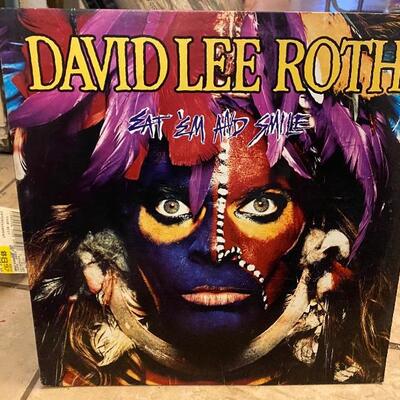 DAVID LEE ROTH
EAT 'EM AND SMILE